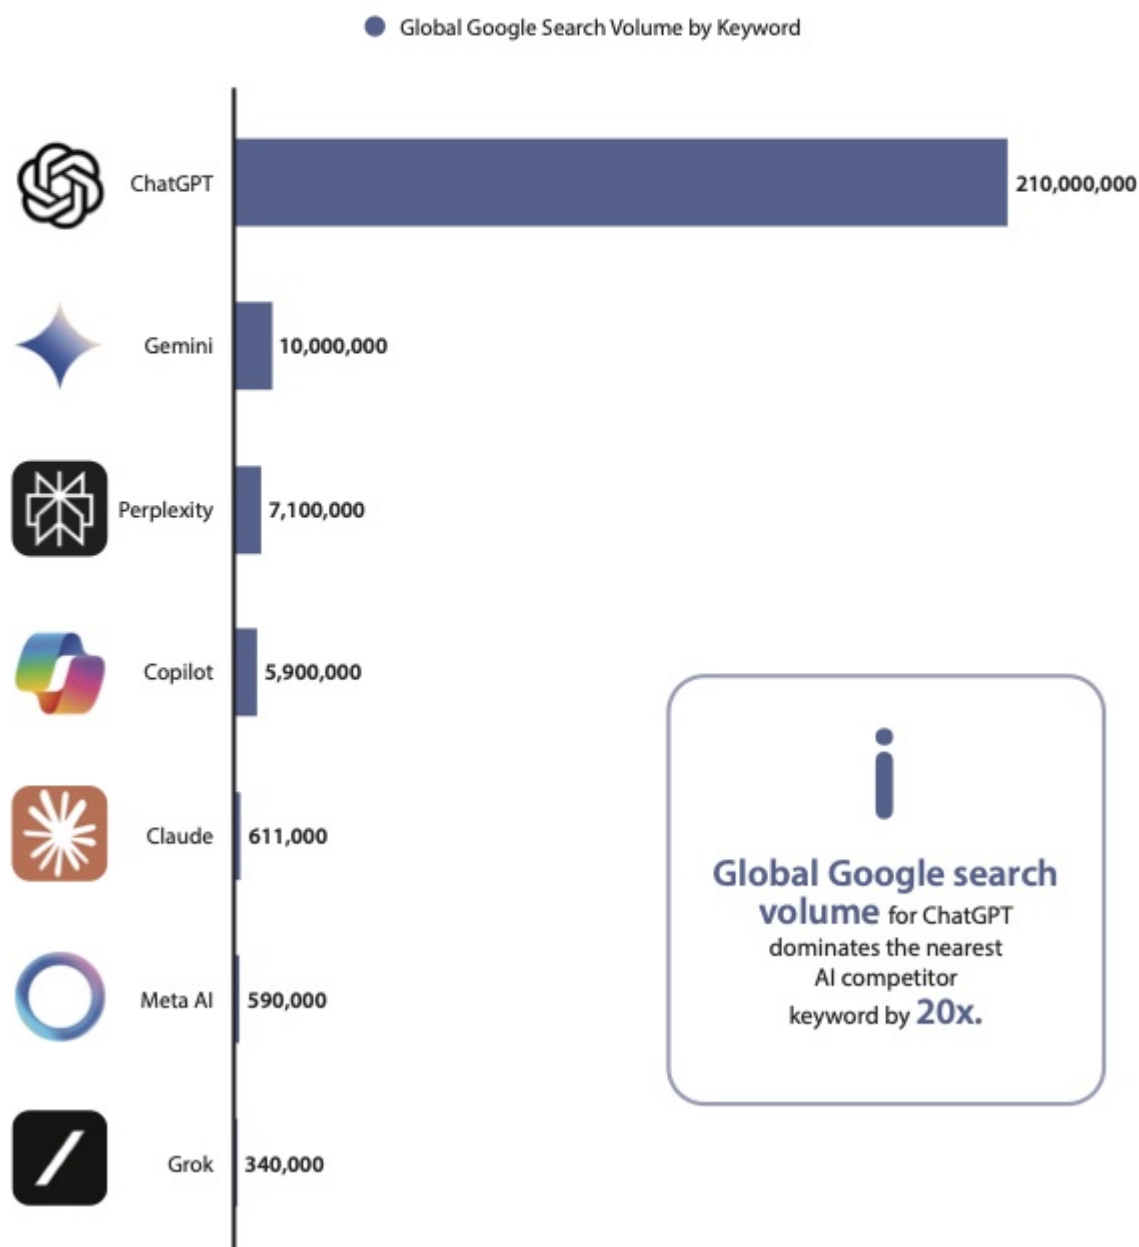 Global Google Search Volume by Keyword
ChatGPT 210,000,000
Gemini 10,000,000
Perplexity 7,100,000
Copilot 5,900,000
Claude 611,000
Meta AI 590,000
Grok 340,000
Global Google search
volume for ChatGPT
dominates the nearest
AI competitor
keyword by 20x.